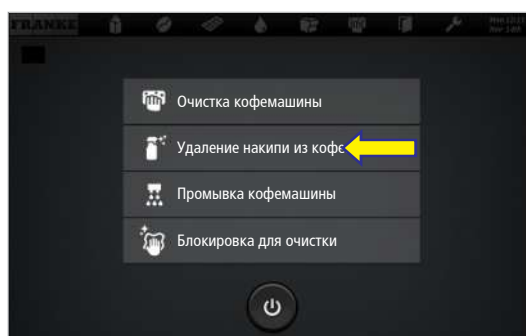 FRANKE
Очистка кофемашины
Удаление накипи из кофе
Промывка кофемашины
Блокировка для очистки